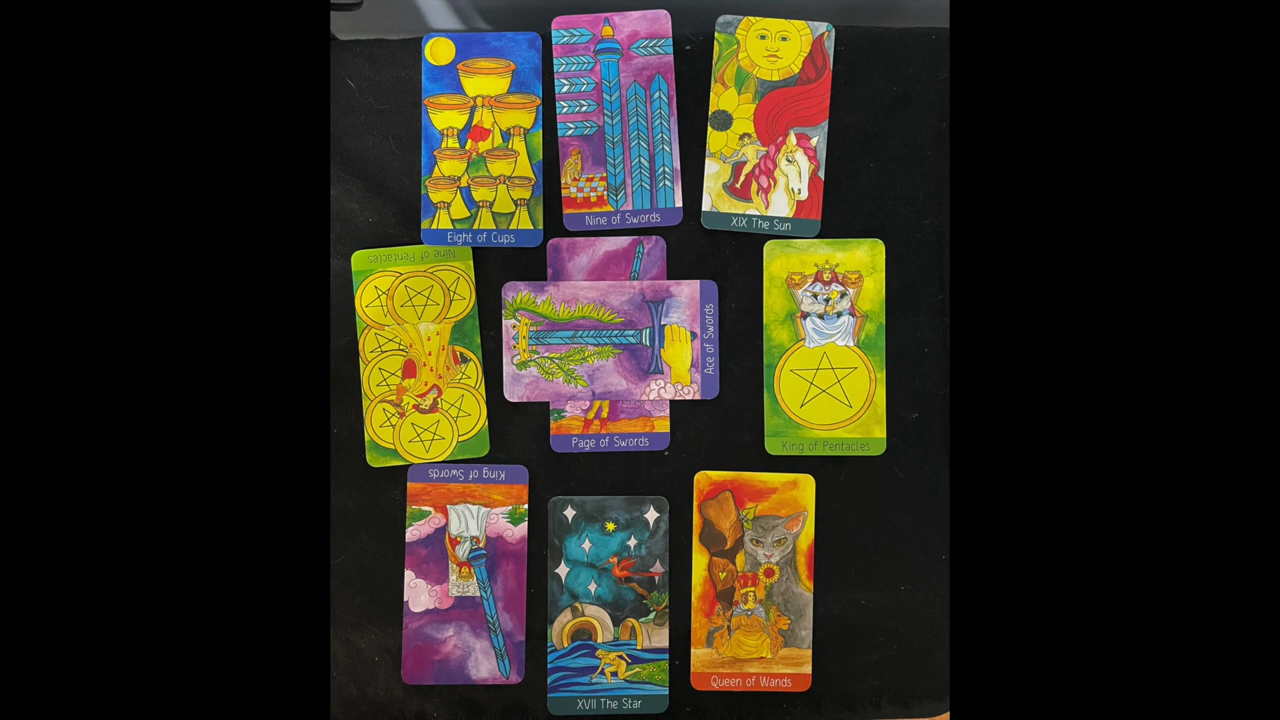 Eight of Cups
Nine of Swords
XIX The Sun
Nine of Pentacles
Ace of Swords
Page of Swords
King of Pentacles
King of Swords
XVII The Star
Queen of Wands